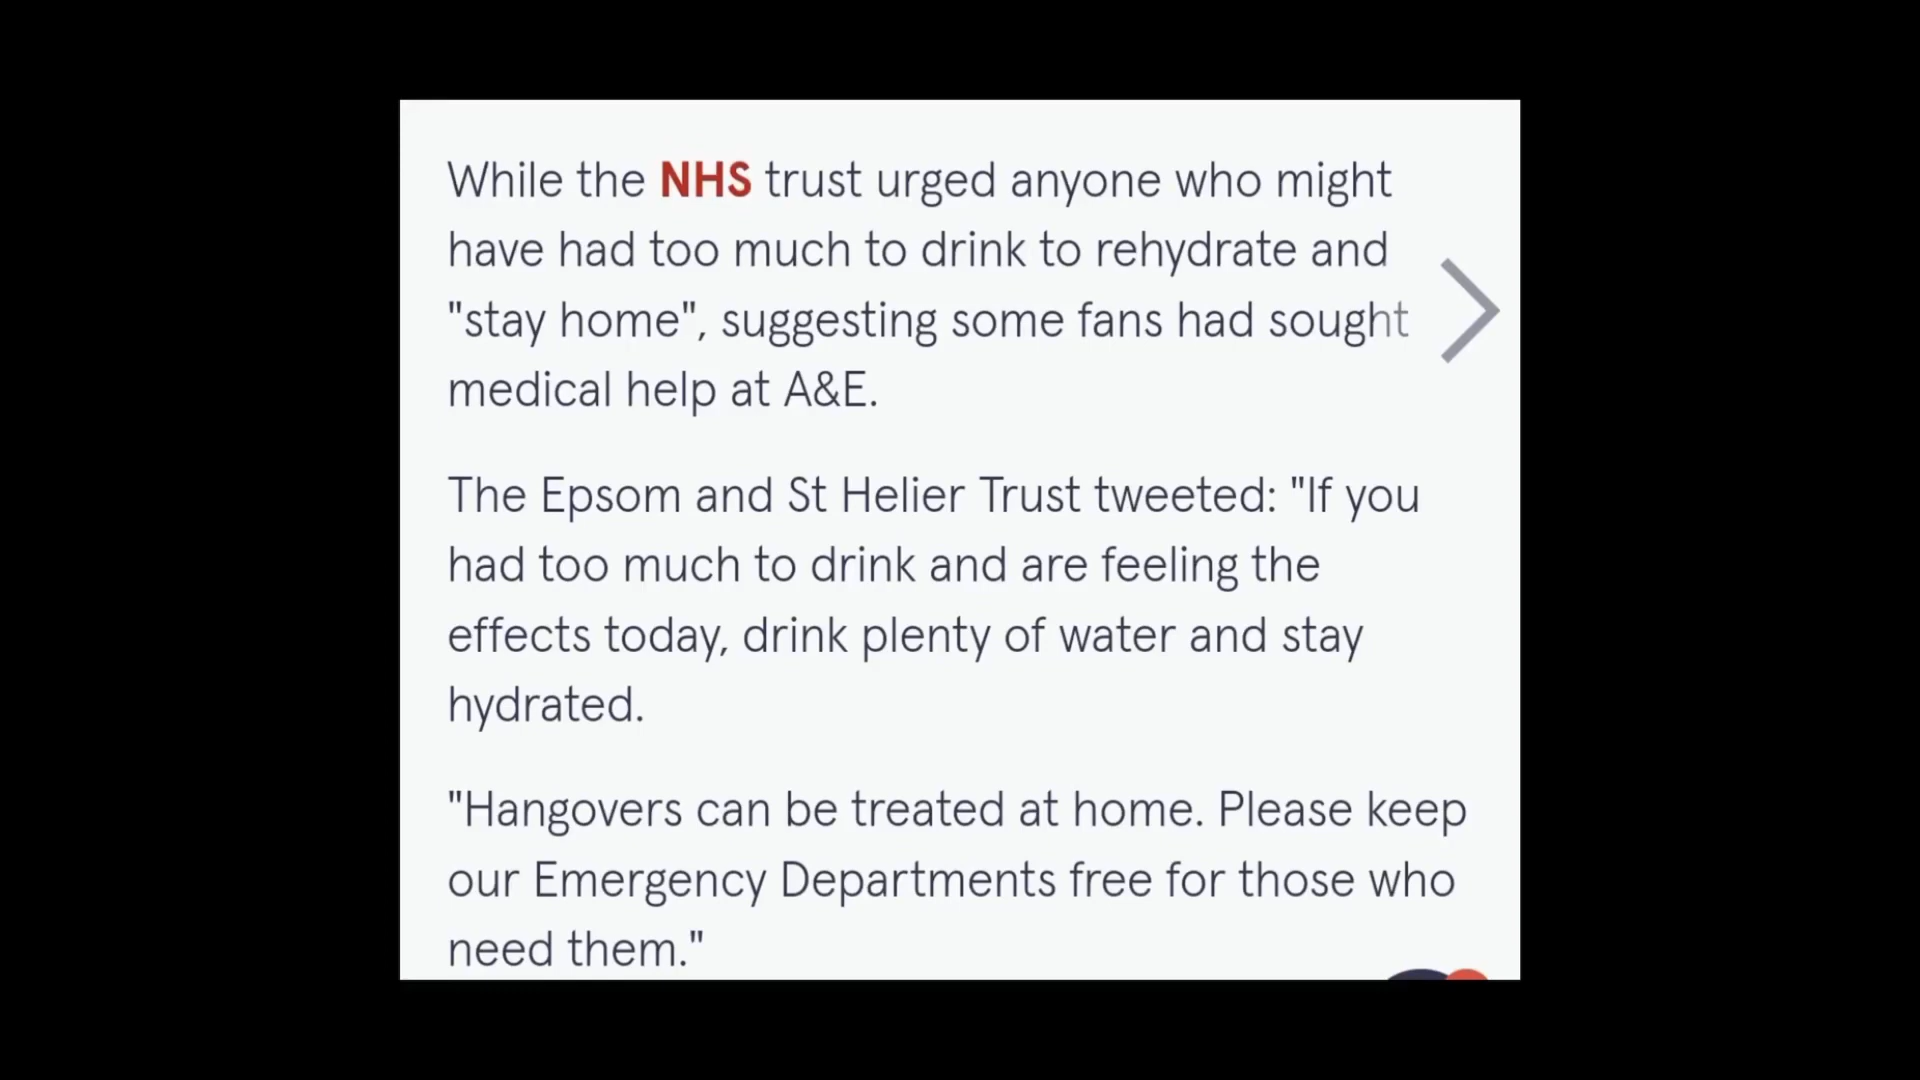 While the NHS trust urged anyone who might
have had too much to drink to rehydrate and
"stay home", suggesting some fans had sought
medical help at A&E.
The Epsom and St Helier Trust tweeted: "If you
had too much to drink and are feeling the
effects today, drink plenty of water and stay
hydrated.
"Hangovers can be treated at home. Please keep
our Emergency Departments free for those who
need them."